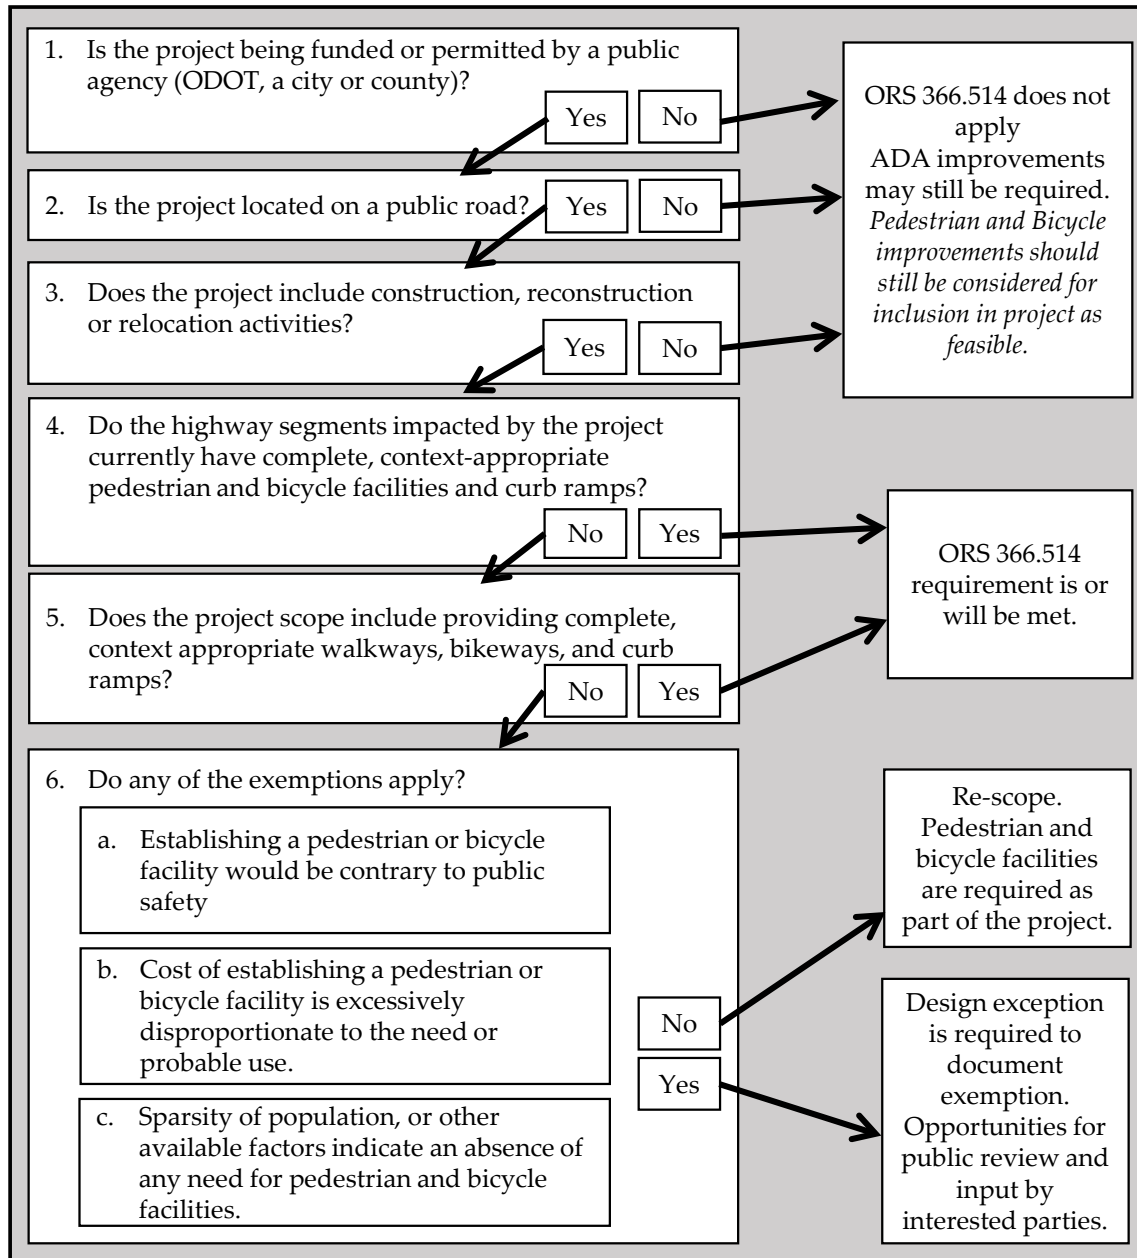 1. Is the project being funded or permitted by a public
agency (ODOT, a city or county)?
Yes
No
2. Is the project located on a public road?
Yes
No
3. Does the project include construction, reconstruction
or relocation activities?
Yes
No
ORS 366.514 does not
apply
ADA improvements
may still be required.
Pedestrian and Bicycle
improvements should
still be considered for
inclusion in project as
feasible.
4. Do the highway segments impacted by the project
currently have complete, context-appropriate
pedestrian and bicycle facilities and curb ramps?
No
Yes
5. Does the project scope include providing complete,
context appropriate walkways, bikeways, and curb
ramps?
No
Yes
ORS 366.514
requirement is or
will be met.
6. Do any of the exemptions apply?
a. Establishing a pedestrian or bicycle
facility would be contrary to public
safety
b. Cost of establishing a pedestrian or
bicycle facility is excessively
disproportionate to the need or
probable use.
c. Sparsity of population, or other
available factors indicate an absence of
any need for pedestrian and bicycle
facilities.
No
Yes
Re-scope.
Pedestrian and
bicycle facilities
are required as
part of the project.
Design exception
is required to
document
exemption.
Opportunities for
public review and
input by
interested parties.